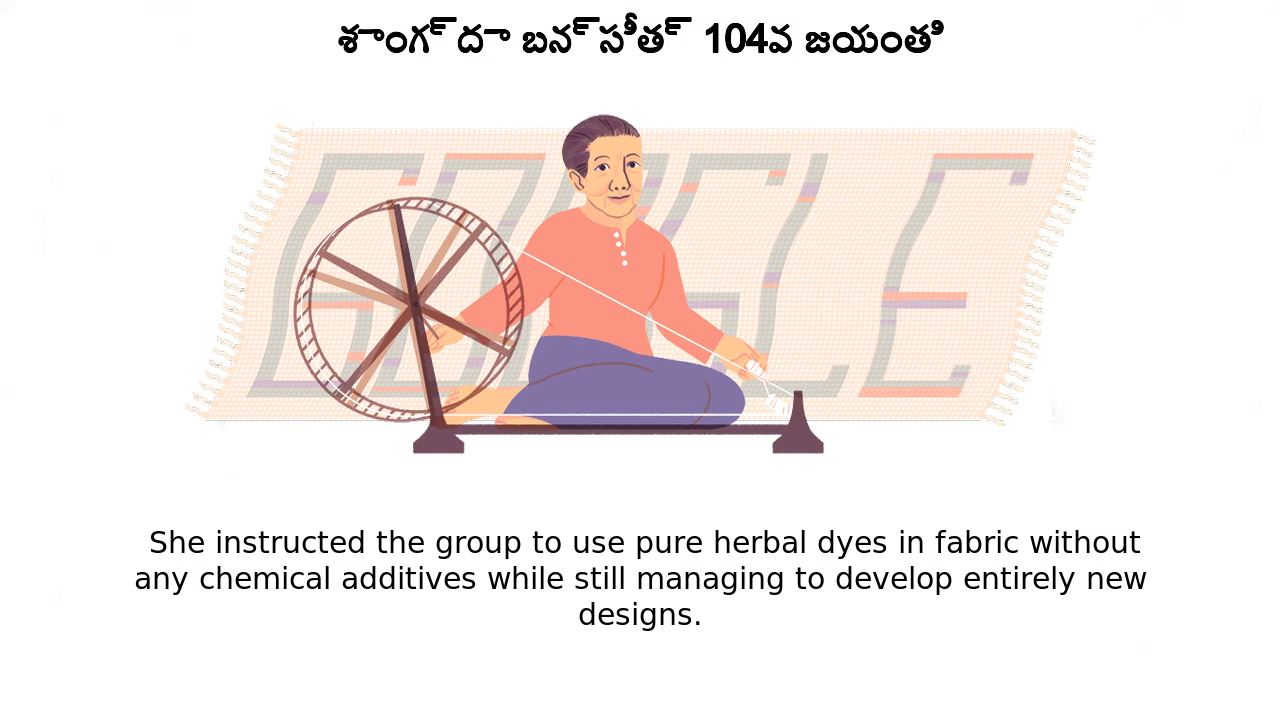 శాంగ్ దా బన్ సీత్ 104వ జయంతి
GOOGLE
She instructed the group to use pure herbal dyes in fabric without
any chemical additives while still managing to develop entirely new
designs.